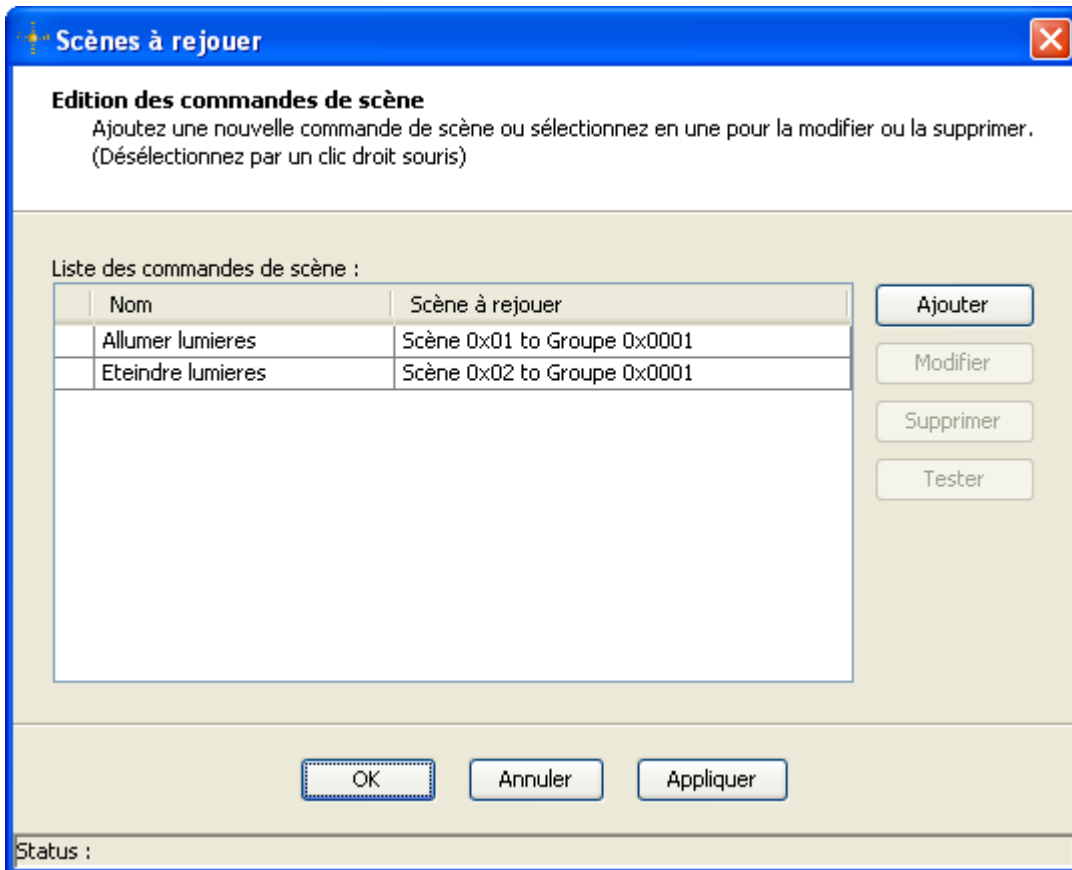 Scènes à rejouer
Edition des commandes de scène
Ajoutez une nouvelle commande de scène ou sélectionnez en une pour la modifier ou la supprimer.
(Désélectionnez par un clic droit souris)
Liste des commandes de scène :
Nom Scène à rejouer
Allumer lumieres Scène 0x01 to Groupe 0x0001
Eteindre lumieres Scène 0x02 to Groupe 0x0001
Ajouter
Modifier
Supprimer
Tester
OK Annuler Appliquer
Status :